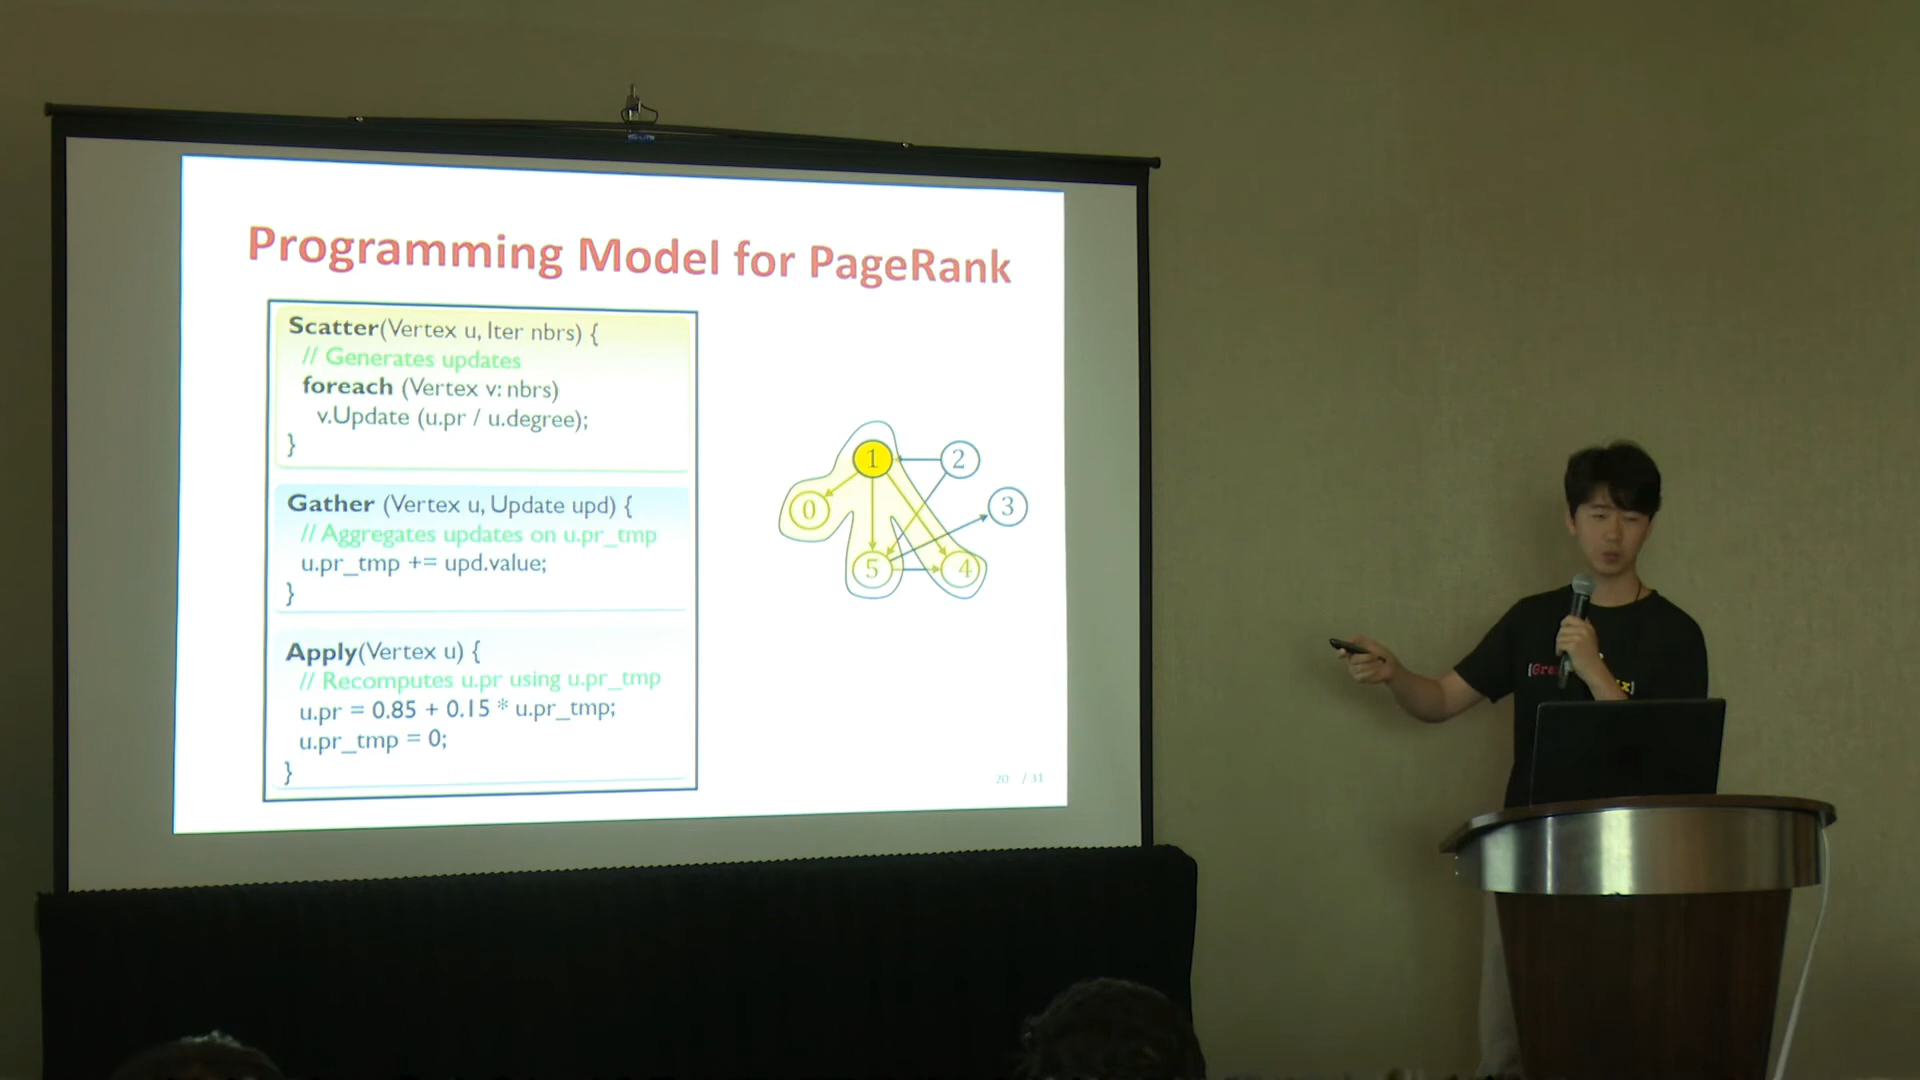 Programming Model for PageRank
Scatter(Vertex u, Iter nbrs) {
// Generates updates
foreach (Vertex v: nbrs)
v.Update (u.pr / u.degree);
}
Gather (Vertex u, Update upd) {
// Aggregates updates on u.pr_tmp
u.pr_tmp += upd.value;
}
Apply(Vertex u) {
// Recomputes u.pr using u.pr_tmp
u.pr = 0.85 + 0.15 * u.pr_tmp;
u.pr_tmp = 0;
}
1
2
0
3
5
4
20 / 31